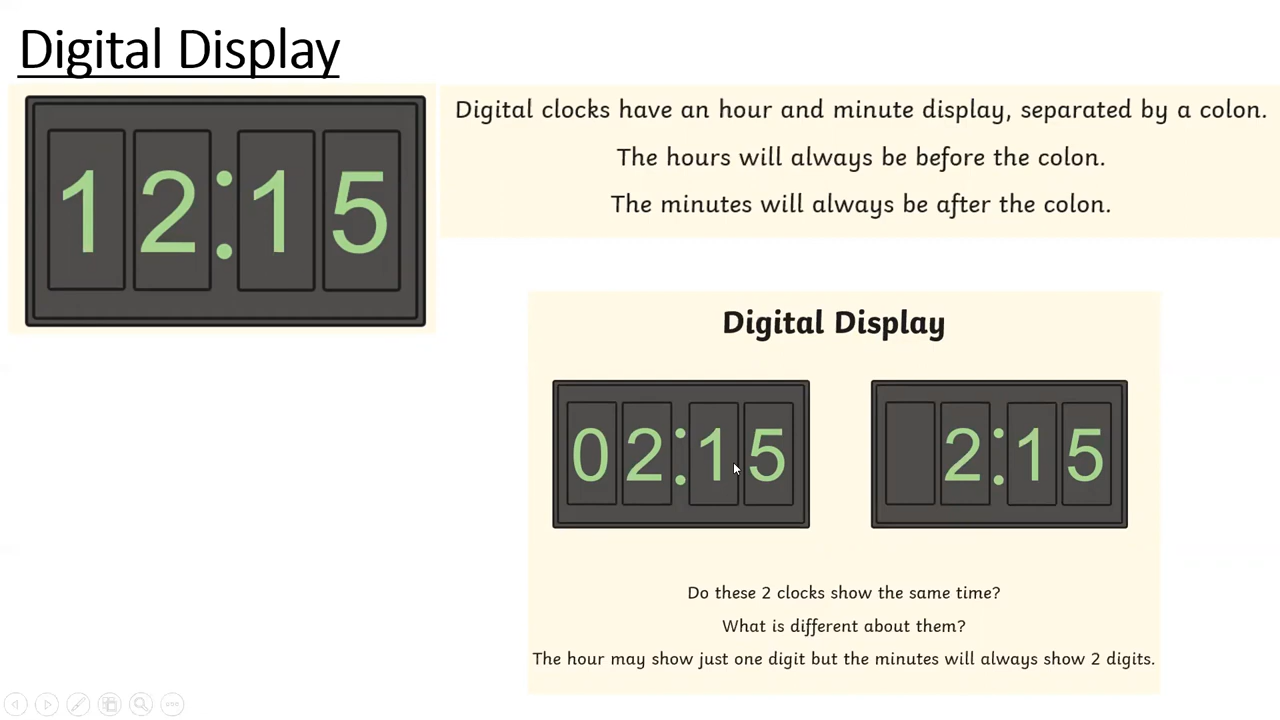 Digital Display
12:15
Digital clocks have an hour and minute display, separated by a colon.
The hours will always be before the colon.
The minutes will always be after the colon.
Digital Display
02:15
2:15
Do these 2 clocks show the same time?
What is different about them?
The hour may show just one digit but the minutes will always show 2 digits.